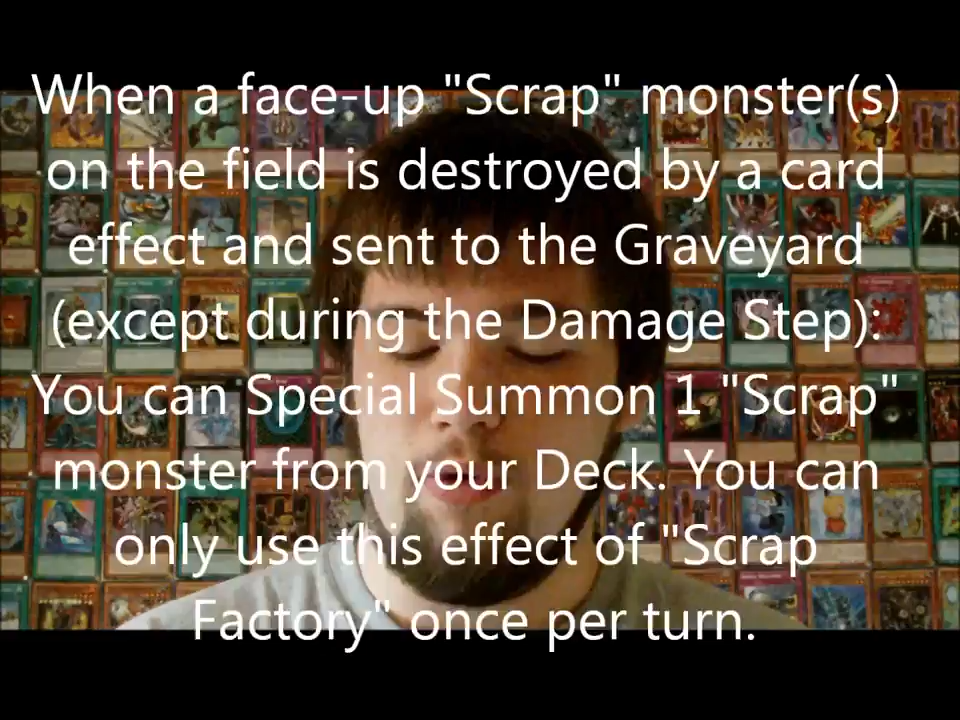 When a face-up "Scrap" monster(s)
on the field is destroyed by a card
effect and sent to the Graveyard
(except during the Damage Step):
You can Special Summon 1 "Scrap"
monster from your Deck. You can
only use this effect of "Scrap
Factory" once per turn.